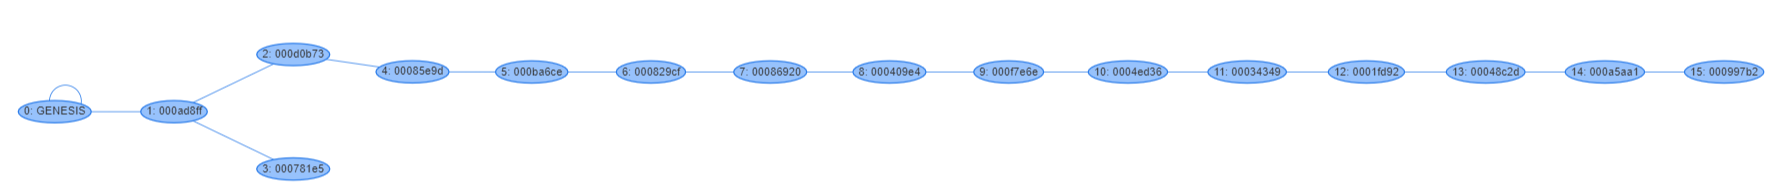 0: GENESIS
1: 000ad8ff
2: 000d0b73
3: 000781e5
4: 00085e9d
5: 000ba6ce
6: 000829cf
7: 00086920
8: 000409e4
9: 000f7e6e
10: 0004ed36
11: 00034349
12: 0001fd92
13: 00048c2d
14: 000a5aa1
15: 000997b2